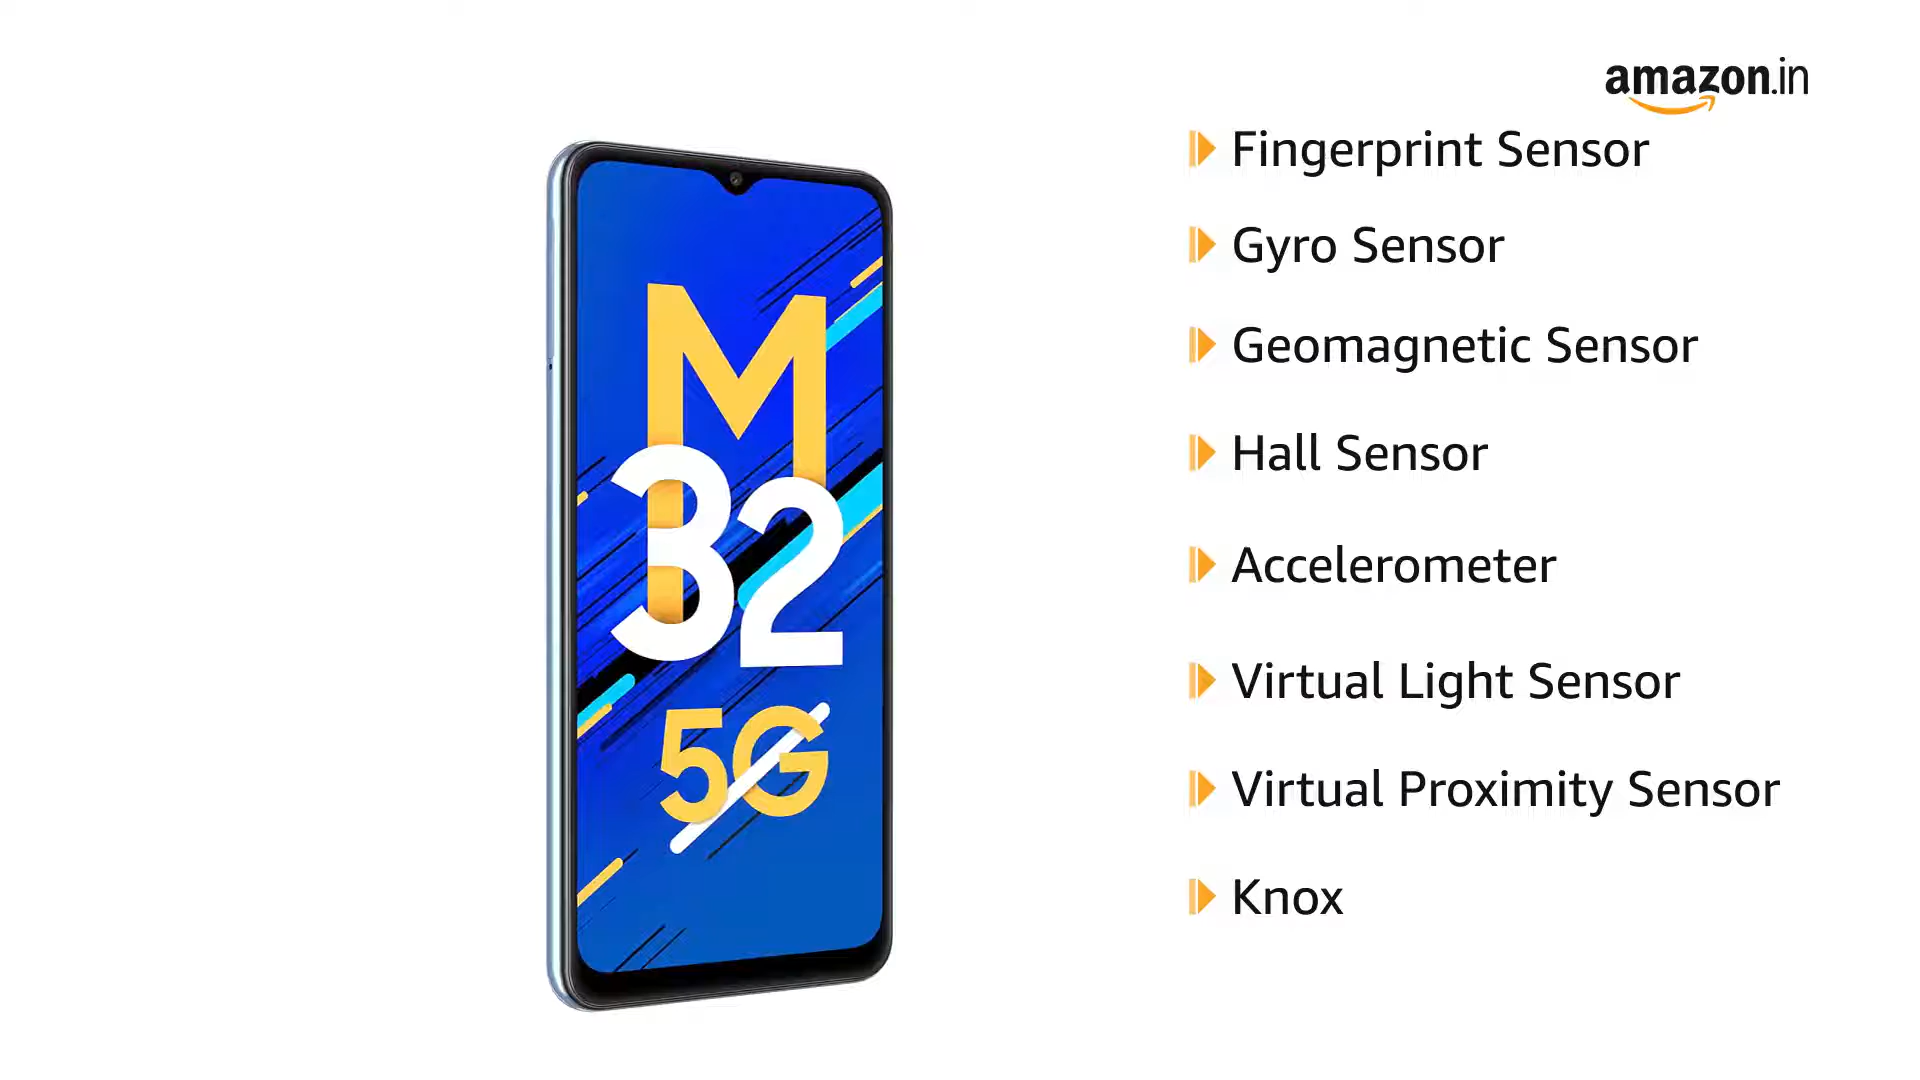 amazon.in
Fingerprint Sensor
Gyro Sensor
Geomagnetic Sensor
Hall Sensor
Accelerometer
Virtual Light Sensor
Virtual Proximity Sensor
Knox
M
32
5G